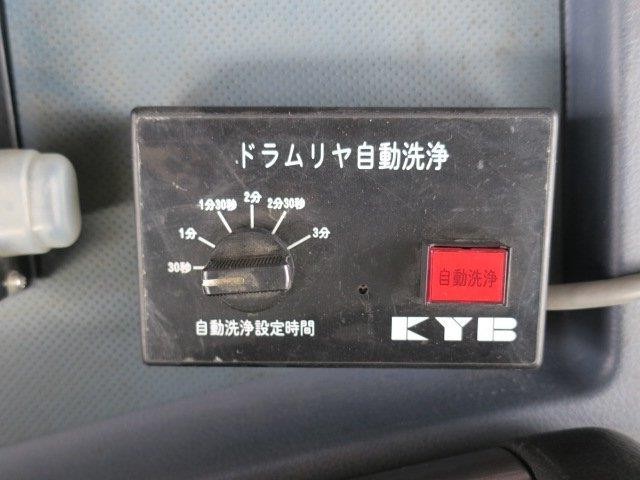 ドラムリヤ自動洗浄
30秒
1分
1分30秒
2分
2分30秒
3分
自動洗浄
自動洗浄設定時間
KYB